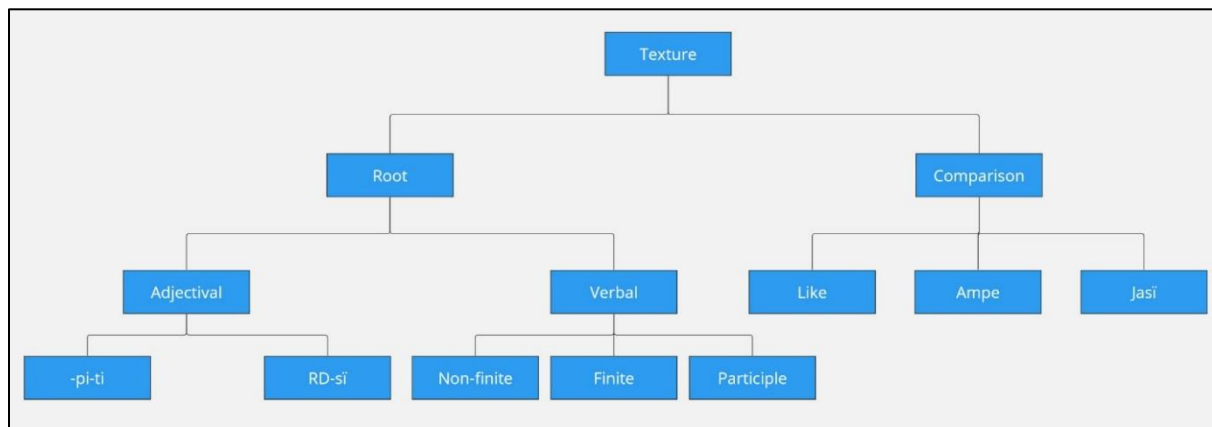 Texture
Root
Comparison
Adjectival
Verbal
Like
Ampe
Jasï
-pi-ti
RD-sï
Non-finite
Finite
Participle